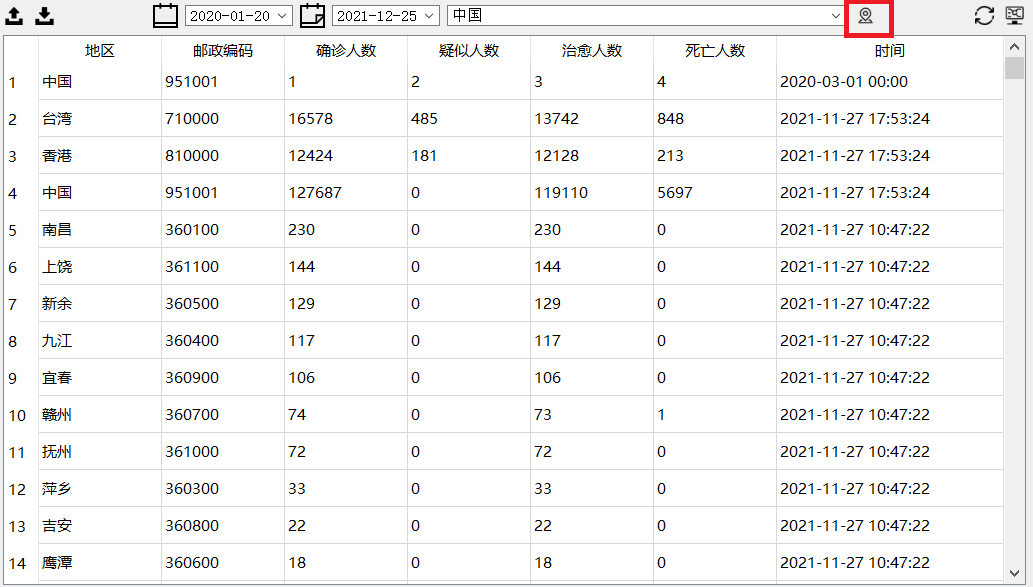 2020-01-20 2021-12-25 中国
地区 邮政编码 确诊人数 疑似人数 治愈人数 死亡人数 时间
1 中国 951001 1 2 3 4 2020-03-01 00:00
2 台湾 710000 16578 485 13742 848 2021-11-27 17:53:24
3 香港 810000 12424 181 12128 213 2021-11-27 17:53:24
4 中国 951001 127687 0 119110 5697 2021-11-27 17:53:24
5 南昌 360100 230 0 230 0 2021-11-27 10:47:22
6 上饶 361100 144 0 144 0 2021-11-27 10:47:22
7 新余 360500 129 0 129 0 2021-11-27 10:47:22
8 九江 360400 117 0 117 0 2021-11-27 10:47:22
9 宜春 360900 106 0 106 0 2021-11-27 10:47:22
10 赣州 360700 74 0 73 1 2021-11-27 10:47:22
11 抚州 361000 72 0 72 0 2021-11-27 10:47:22
12 萍乡 360300 33 0 33 0 2021-11-27 10:47:22
13 吉安 360800 22 0 22 0 2021-11-27 10:47:22
14 鹰潭 360600 18 0 18 0 2021-11-27 10:47:22